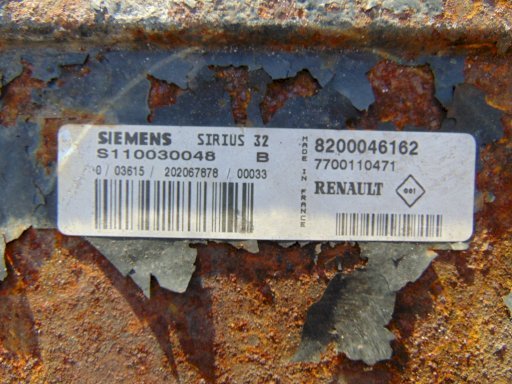 SIEMENS SIRIUS 32
S110030048 B
0 / 03615 / 202067878 / 00033
MADE IN FRANCE
8200046162
7700110471
RENAULT